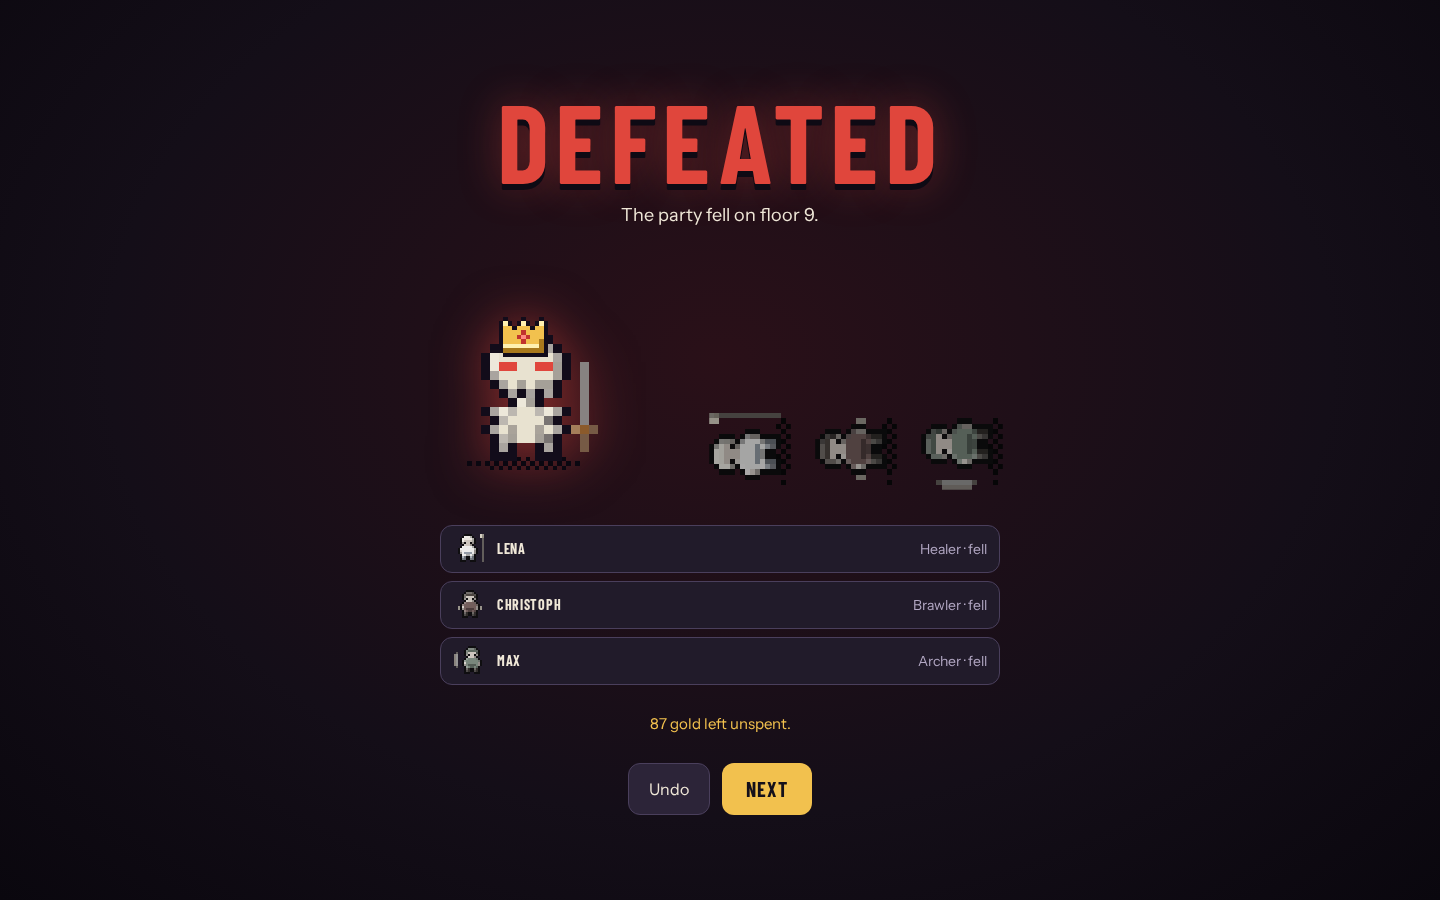 DEFEATED
The party fell on floor 9.
LENA Healer · fell
CHRISTOPH Brawler · fell
MAX Archer · fell
87 gold left unspent.
Undo NEXT